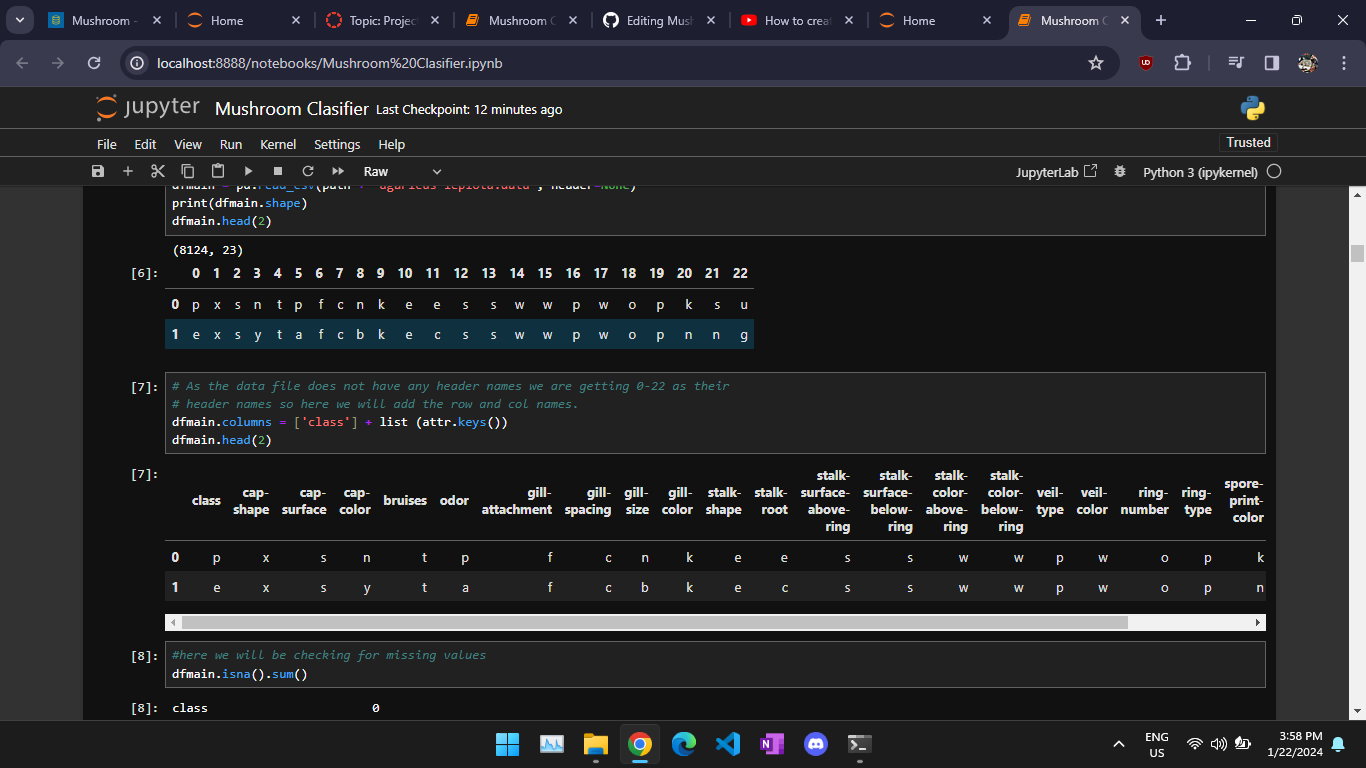 Mushroom -
Home
Topic: Project
Mushroom C
Editing Mush
How to creat
Home
Mushroom C
localhost:8888/notebooks/Mushroom%20Clasifier.ipynb
jupyter Mushroom Clasifier Last Checkpoint: 12 minutes ago
File Edit View Run Kernel Settings Help
Trusted
Raw
JupyterLab
Python 3 (ipykernel)
print(dfmain.shape)
dfmain.head(2)
(8124, 23)
[6]:
0 1 2 3 4 5 6 7 8 9 10 11 12 13 14 15 16 17 18 19 20 21 22
0 p x s n t p f c n k e e s s w w p w o p k s u
1 e x s y t a f c b k e c s s w w p w o p n n g
[7]:
# As the data file does not have any header names we are getting 0-22 as their
# header names so here we will add the row and col names.
dfmain.columns = ['class'] + list (attr.keys())
dfmain.head(2)
[7]:
class cap-shape cap-surface cap-color bruises odor gill-attachment gill-spacing gill-size gill-color stalk-shape stalk-root stalk-surface-above-ring stalk-surface-below-ring stalk-color-above-ring stalk-color-below-ring veil-type veil-color ring-number ring-type spore-print-color
0 p x s n t p f c n k e e s s w w p w o p k
1 e x s y t a f c b k e c s s w w p w o p n
[8]:
#here we will be checking for missing values
dfmain.isna().sum()
[8]:
class 0
ENG
US
3:58 PM
1/22/2024